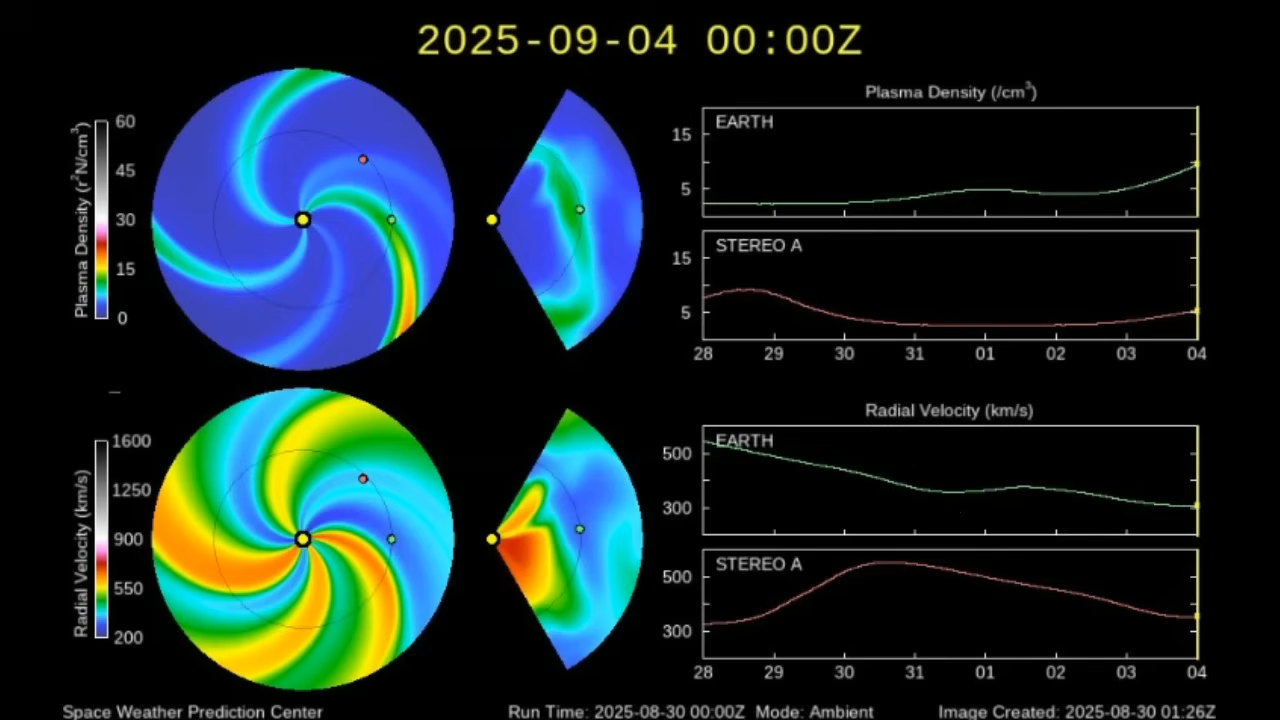 2025-09-04 00:00Z
Plasma Density (r²N/cm³)
60
45
30
15
0
Plasma Density (/cm³)
EARTH
15
5
STEREO A
15
5
28 29 30 31 01 02 03 04
Radial Velocity (km/s)
1600
1250
900
550
200
Radial Velocity (km/s)
EARTH
500
300
STEREO A
500
300
28 29 30 31 01 02 03 04
Space Weather Prediction Center Run Time: 2025-08-30 00:00Z Mode: Ambient Image Created: 2025-08-30 01:26Z